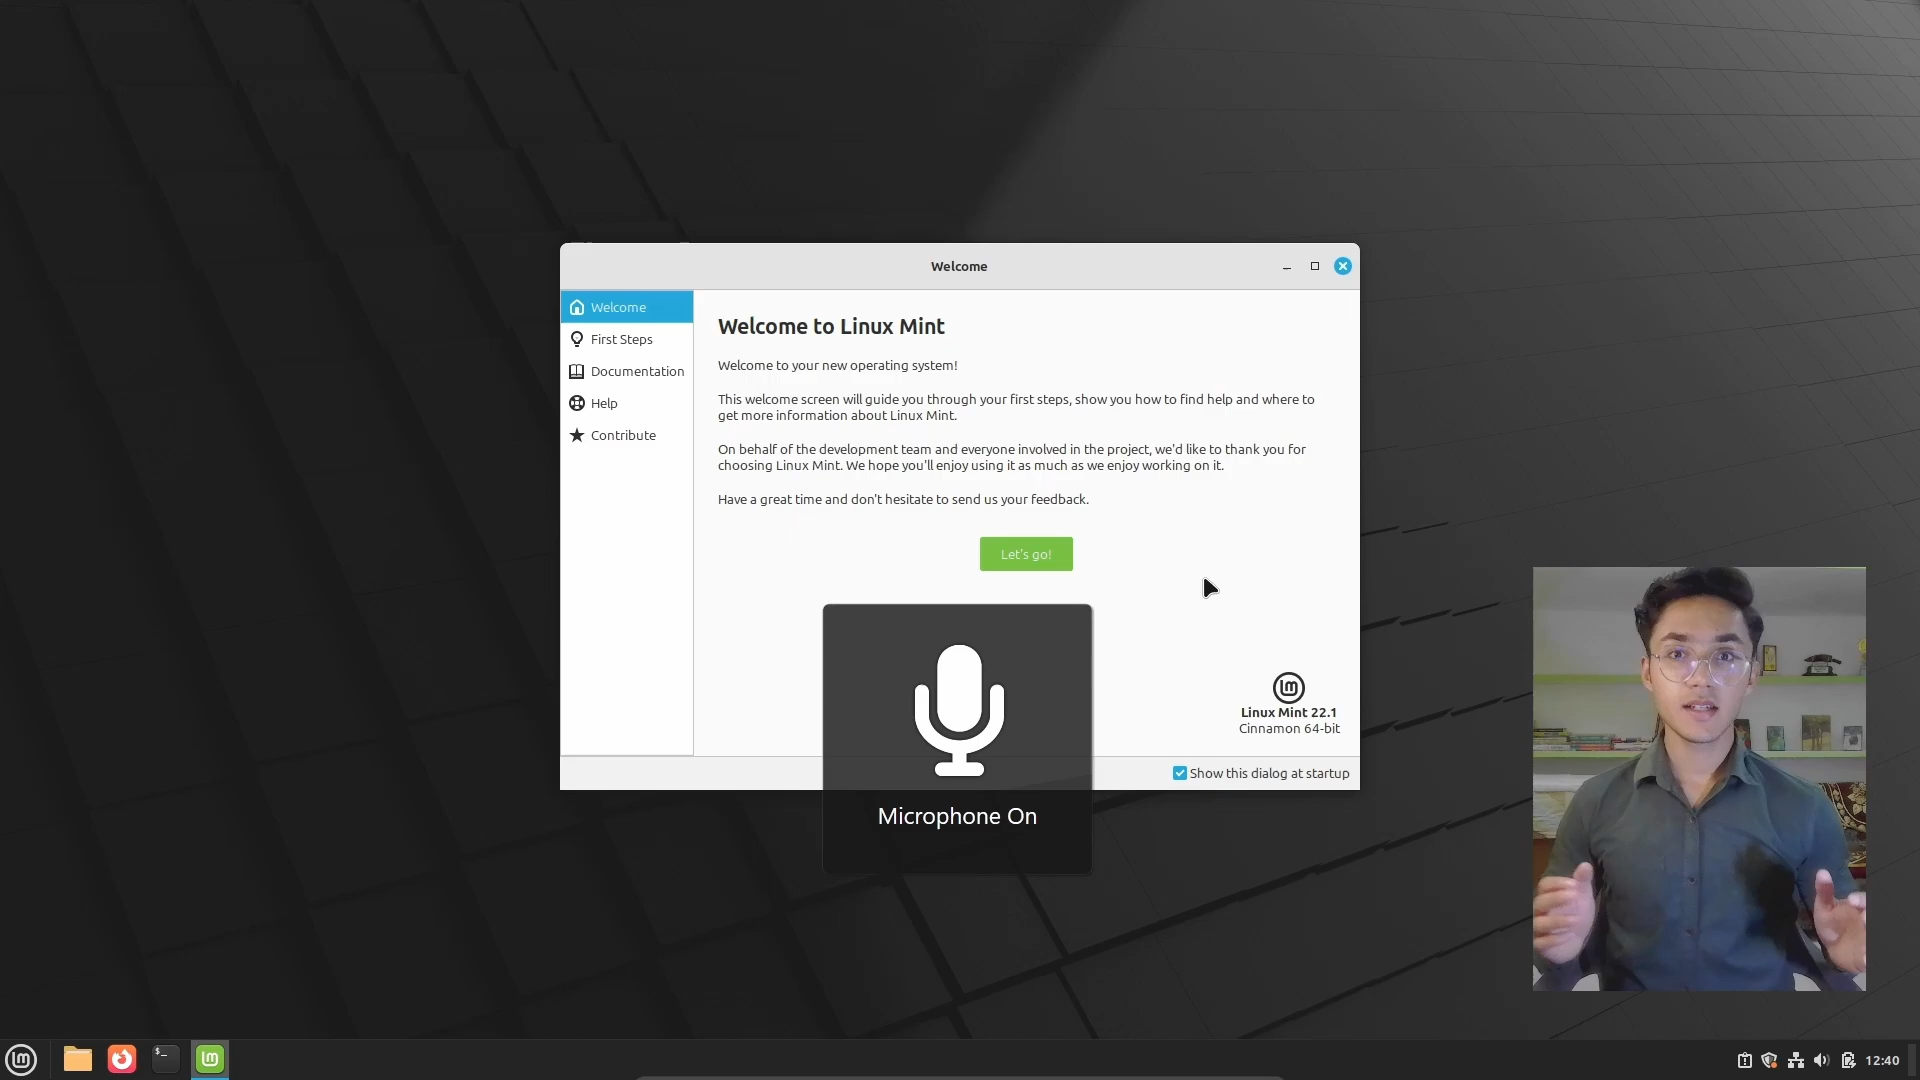 Welcome
Welcome
First Steps
Documentation
Help
Contribute
Welcome to Linux Mint
Welcome to your new operating system!
This welcome screen will guide you through your first steps, show you how to find help and where to
get more information about Linux Mint.
On behalf of the development team and everyone involved in the project, we'd like to thank you for
choosing Linux Mint. We hope you'll enjoy using it as much as we enjoy working on it.
Have a great time and don't hesitate to send us your feedback.
Let's go!
Linux Mint 22.1
Cinnamon 64-bit
Show this dialog at startup
Microphone On
12:40